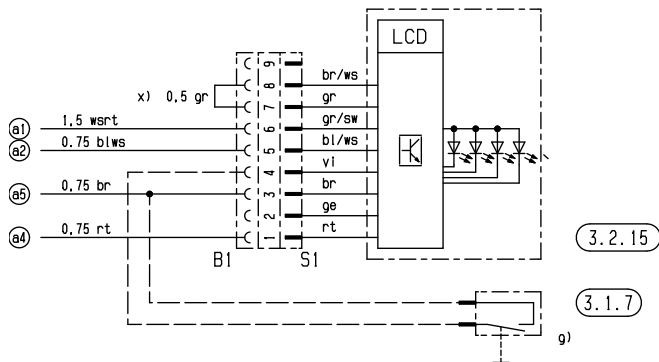 LCD
9
8
7
6
5
4
3
2
1
br/ws
gr
gr/sw
bl/ws
vi
br
ge
rt
x) 0,5 gr
a1 1,5 wsrt
a2 0.75 blws
a5 0,75 br
a4 0,75 rt
B1 S1
3.2.15
3.1.7
g)